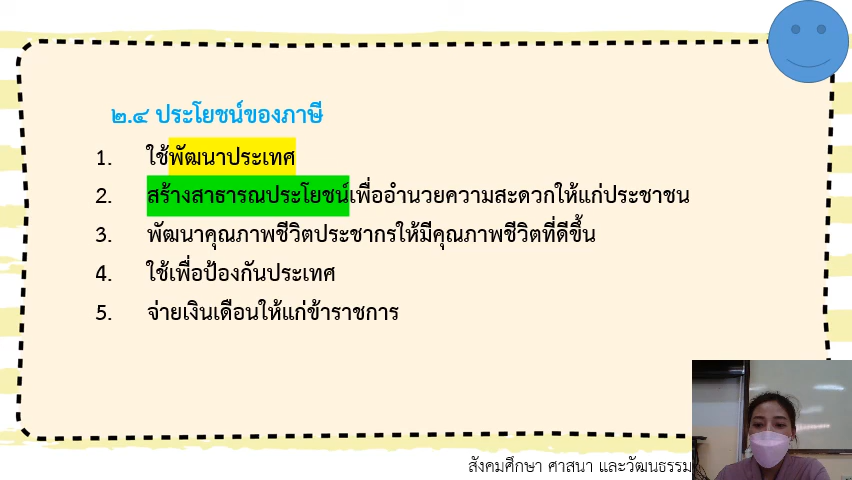 ๒.๔ ประโยชน์ของภาษี
1. ใช้พัฒนาประเทศ
2. สร้างสาธารณประโยชน์เพื่ออำนวยความสะดวกให้แก่ประชาชน
3. พัฒนาคุณภาพชีวิตประชากรให้มีคุณภาพชีวิตที่ดีขึ้น
4. ใช้เพื่อป้องกันประเทศ
5. จ่ายเงินเดือนให้แก่ข้าราชการ
สังคมศึกษา ศาสนา และวัฒนธรรม